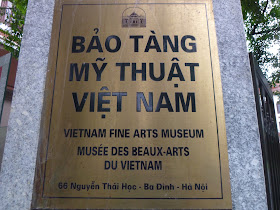 BẢO TÀNG
MỸ THUẬT
VIỆT NAM
VIETNAM FINE ARTS MUSEUM
MUSÉE DES BEAUX-ARTS
DU VIETNAM
66 Nguyễn Thái Học - Ba Đình - Hà Nội